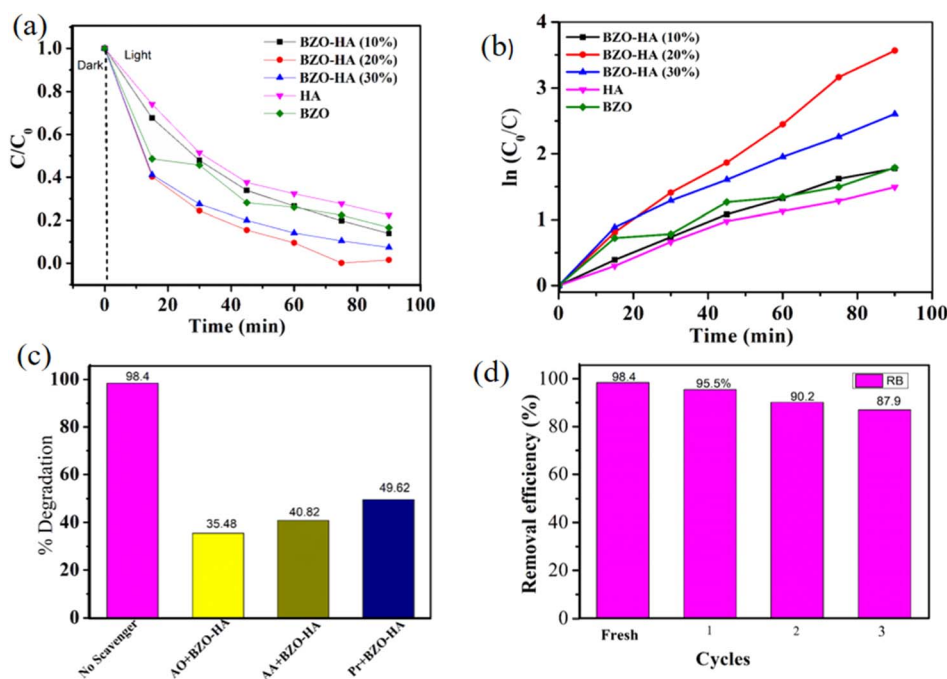 (a)
Light
Dark
BZO-HA (10%)
BZO-HA (20%)
BZO-HA (30%)
HA
BZO
C/C0
1.0
0.8
0.6
0.4
0.2
0.0
0 20 40 60 80 100
Time (min)
(b)
BZO-HA (10%)
BZO-HA (20%)
BZO-HA (30%)
HA
BZO
ln (C0/C)
4
3
2
1
0
0 20 40 60 80 100
Time (min)
(c)
% Degradation
100
80
60
40
20
0
98.4
35.48
40.82
49.62
No Scavenger
AO+BZO-HA
AA+BZO-HA
Pr+BZO-HA
(d)
RB
Removal efficiency (%)
100
80
60
40
20
0
98.4
95.5%
90.2
87.9
Fresh 1 2 3
Cycles